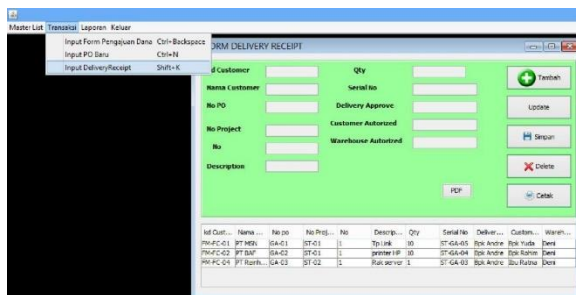 Master List Transaksi Laporan Keluar
Input Form Pengajuan Dana Ctrl+Backspace
Input PO Baru Ctrl+N
Input DeliveryReceipt Shift+K
FORM DELIVERY RECEIPT
Kd Customer Qty
Nama Customer Serial No
No PO Delivery Approve
Customer Autorized
No Project
Warehouse Autorized
No
Description
Tambah
Update
Simpan
Delete
PDF
Cetak
kd Cust... Nama ... No po No Proj... No Descrip... Qty Serial No Deliver... Custom... Wareh...
FM-FC-01 PT MSN GA-01 ST-01 1 Tp Link 10 ST-GA-05 Bpk Andre Bpk Yuda Deni
FM-FC-02 PT BAF GA-02 ST-01 1 printer HP 10 ST-GA-04 Bpk Andre Bpk Rohim Deni
FM-FC-04 PT Reinh... GA-03 ST-02 1 Rak server 1 ST-GA-03 Bpk Andre Ibu Ratna Deni